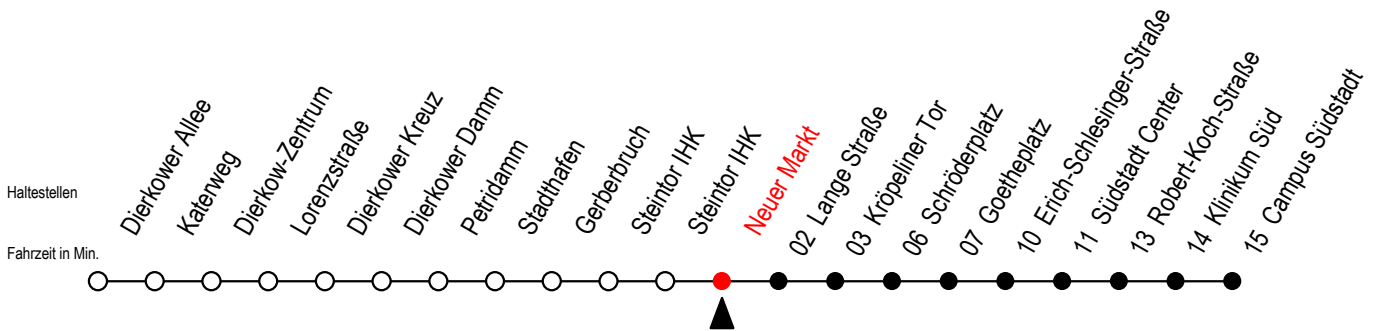 Haltestellen
Fahrzeit in Min.
Dierkower Allee
Katerweg
Dierkow-Zentrum
Lorenzstraße
Dierkower Kreuz
Dierkower Damm
Petridamm
Stadthafen
Gerberbruch
Steintor IHK
Steintor IHK
Neuer Markt
02 Lange Straße
03 Kröpeliner Tor
06 Schröderplatz
07 Goetheplatz
10 Erich-Schlesinger-Straße
11 Südstadt Center
13 Robert-Koch-Straße
14 Klinikum Süd
15 Campus Südstadt